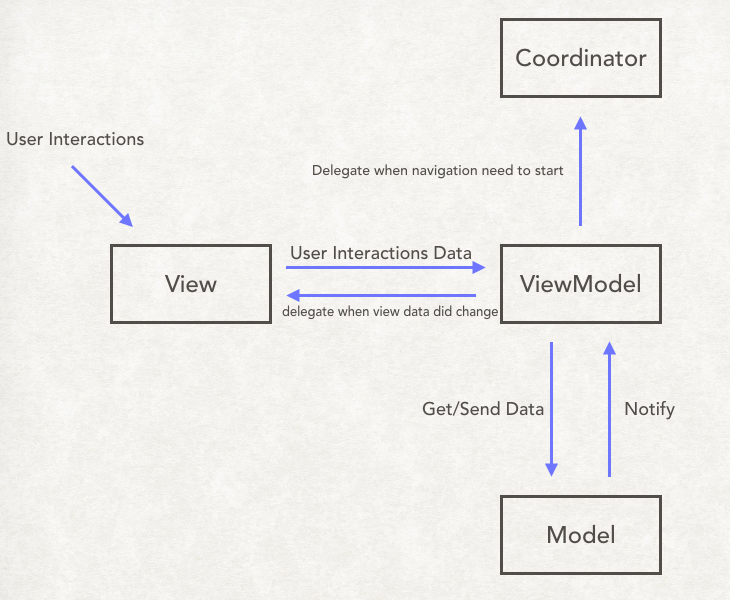 Coordinator
User Interactions
Delegate when navigation need to start
User Interactions Data
View
ViewModel
delegate when view data did change
Get/Send Data
Notify
Model